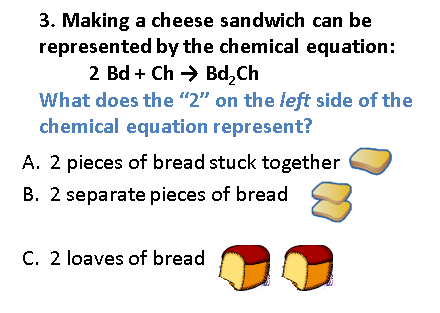 3. Making a cheese sandwich can be
represented by the chemical equation:
2 Bd + Ch → Bd₂Ch
What does the “2” on the left side of the
chemical equation represent?
A. 2 pieces of bread stuck together
B. 2 separate pieces of bread
C. 2 loaves of bread